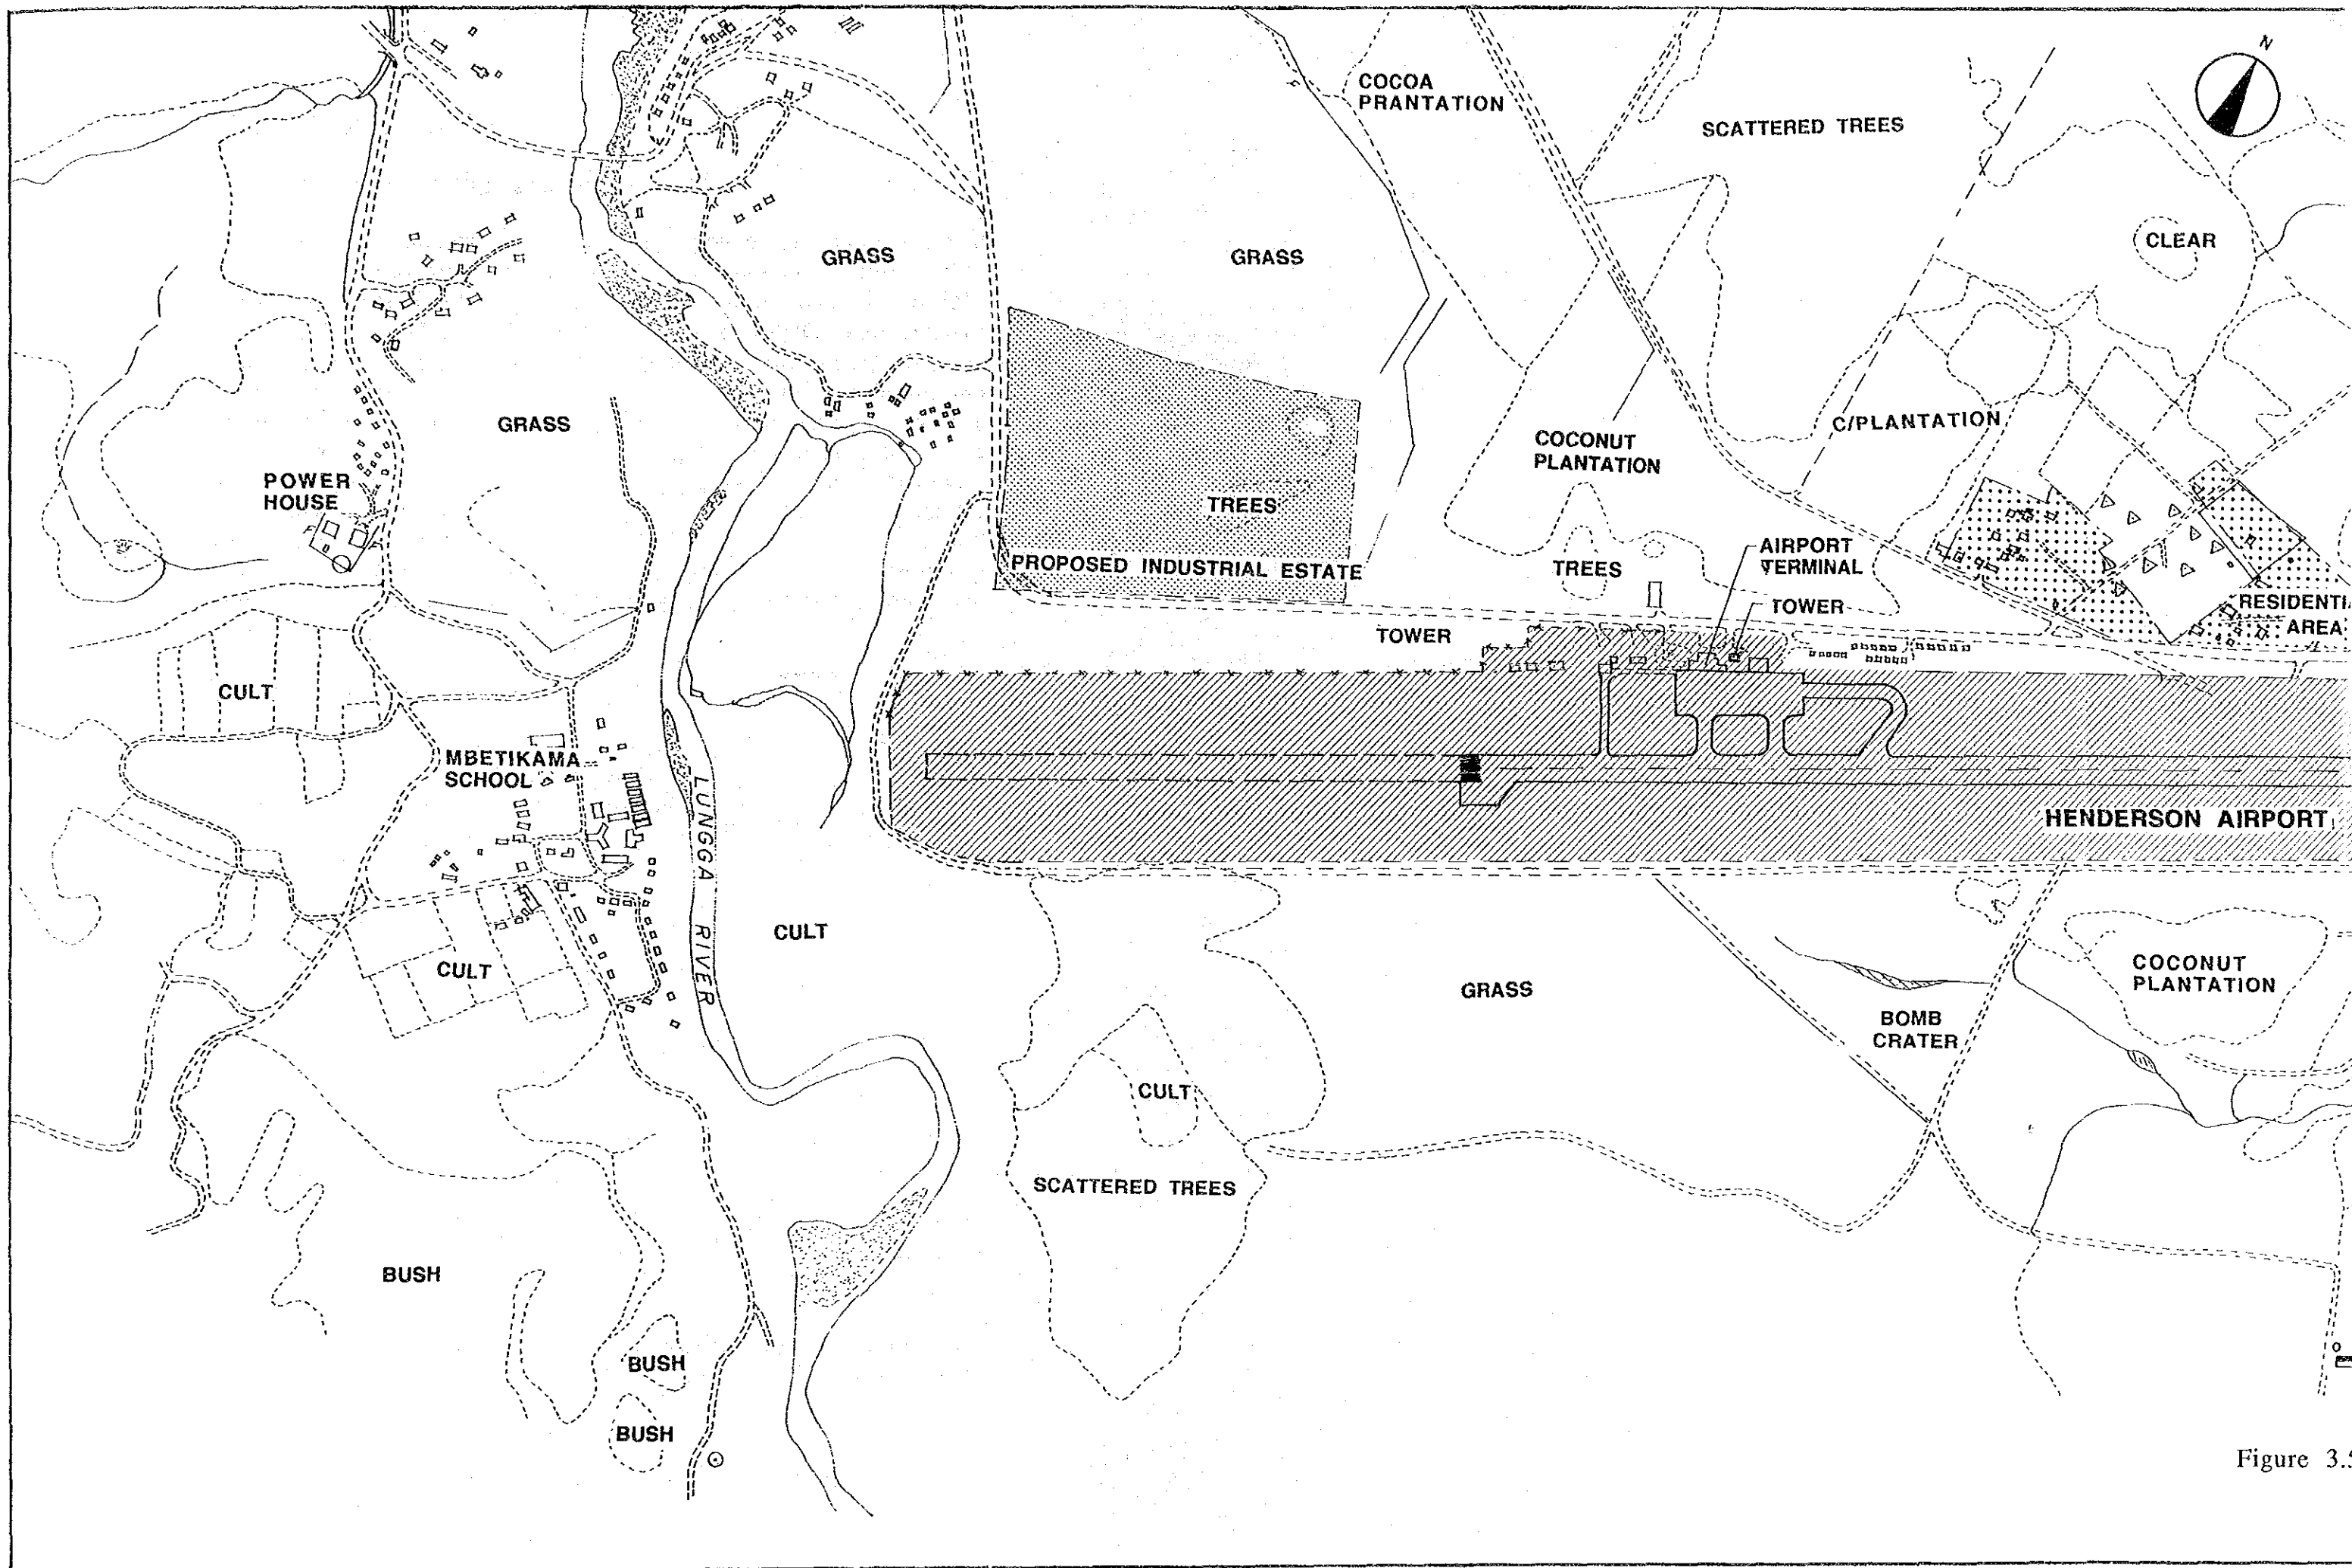 N
COCOA
PRANTATION
SCATTERED TREES
CLEAR
GRASS
GRASS
GRASS
C/PLANTATION
COCONUT
PLANTATION
POWER
HOUSE
TREES
PROPOSED INDUSTRIAL ESTATE
TREES
AIRPORT
TERMINAL
TOWER
RESIDENTI
AREA
TOWER
CULT
MBETIKAMA
SCHOOL
LUNGGA RIVER
HENDERSON AIRPORT
CULT
CULT
GRASS
COCONUT
PLANTATION
BOMB
CRATER
CULT
SCATTERED TREES
BUSH
BUSH
BUSH
Figure 3.5